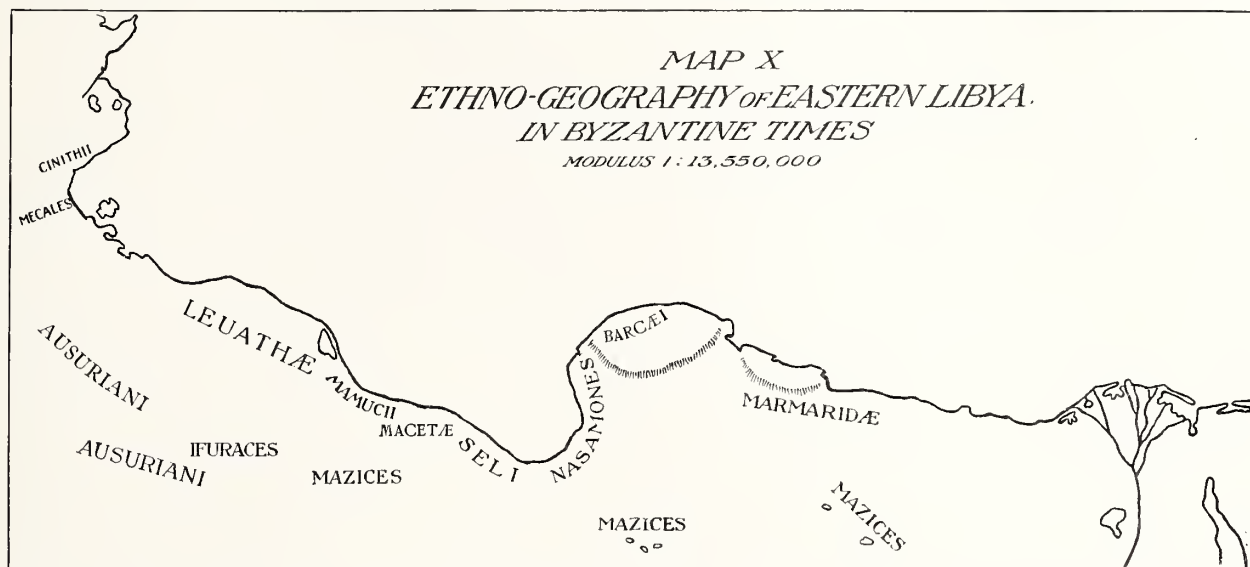 MAP X
ETHNO-GEOGRAPHY OF EASTERN LIBYA.
IN BYZANTINE TIMES
MODULUS 1:13,550,000
CINITHII
MECALES
LEUATHÆ
AUSURIANI
BARCÆI
MAMUCII
MACETÆ
NASAMONES
MARMARIDÆ
SELI
AUSURIANI
IFURACES
MAZICES
MAZICES
MAZICES